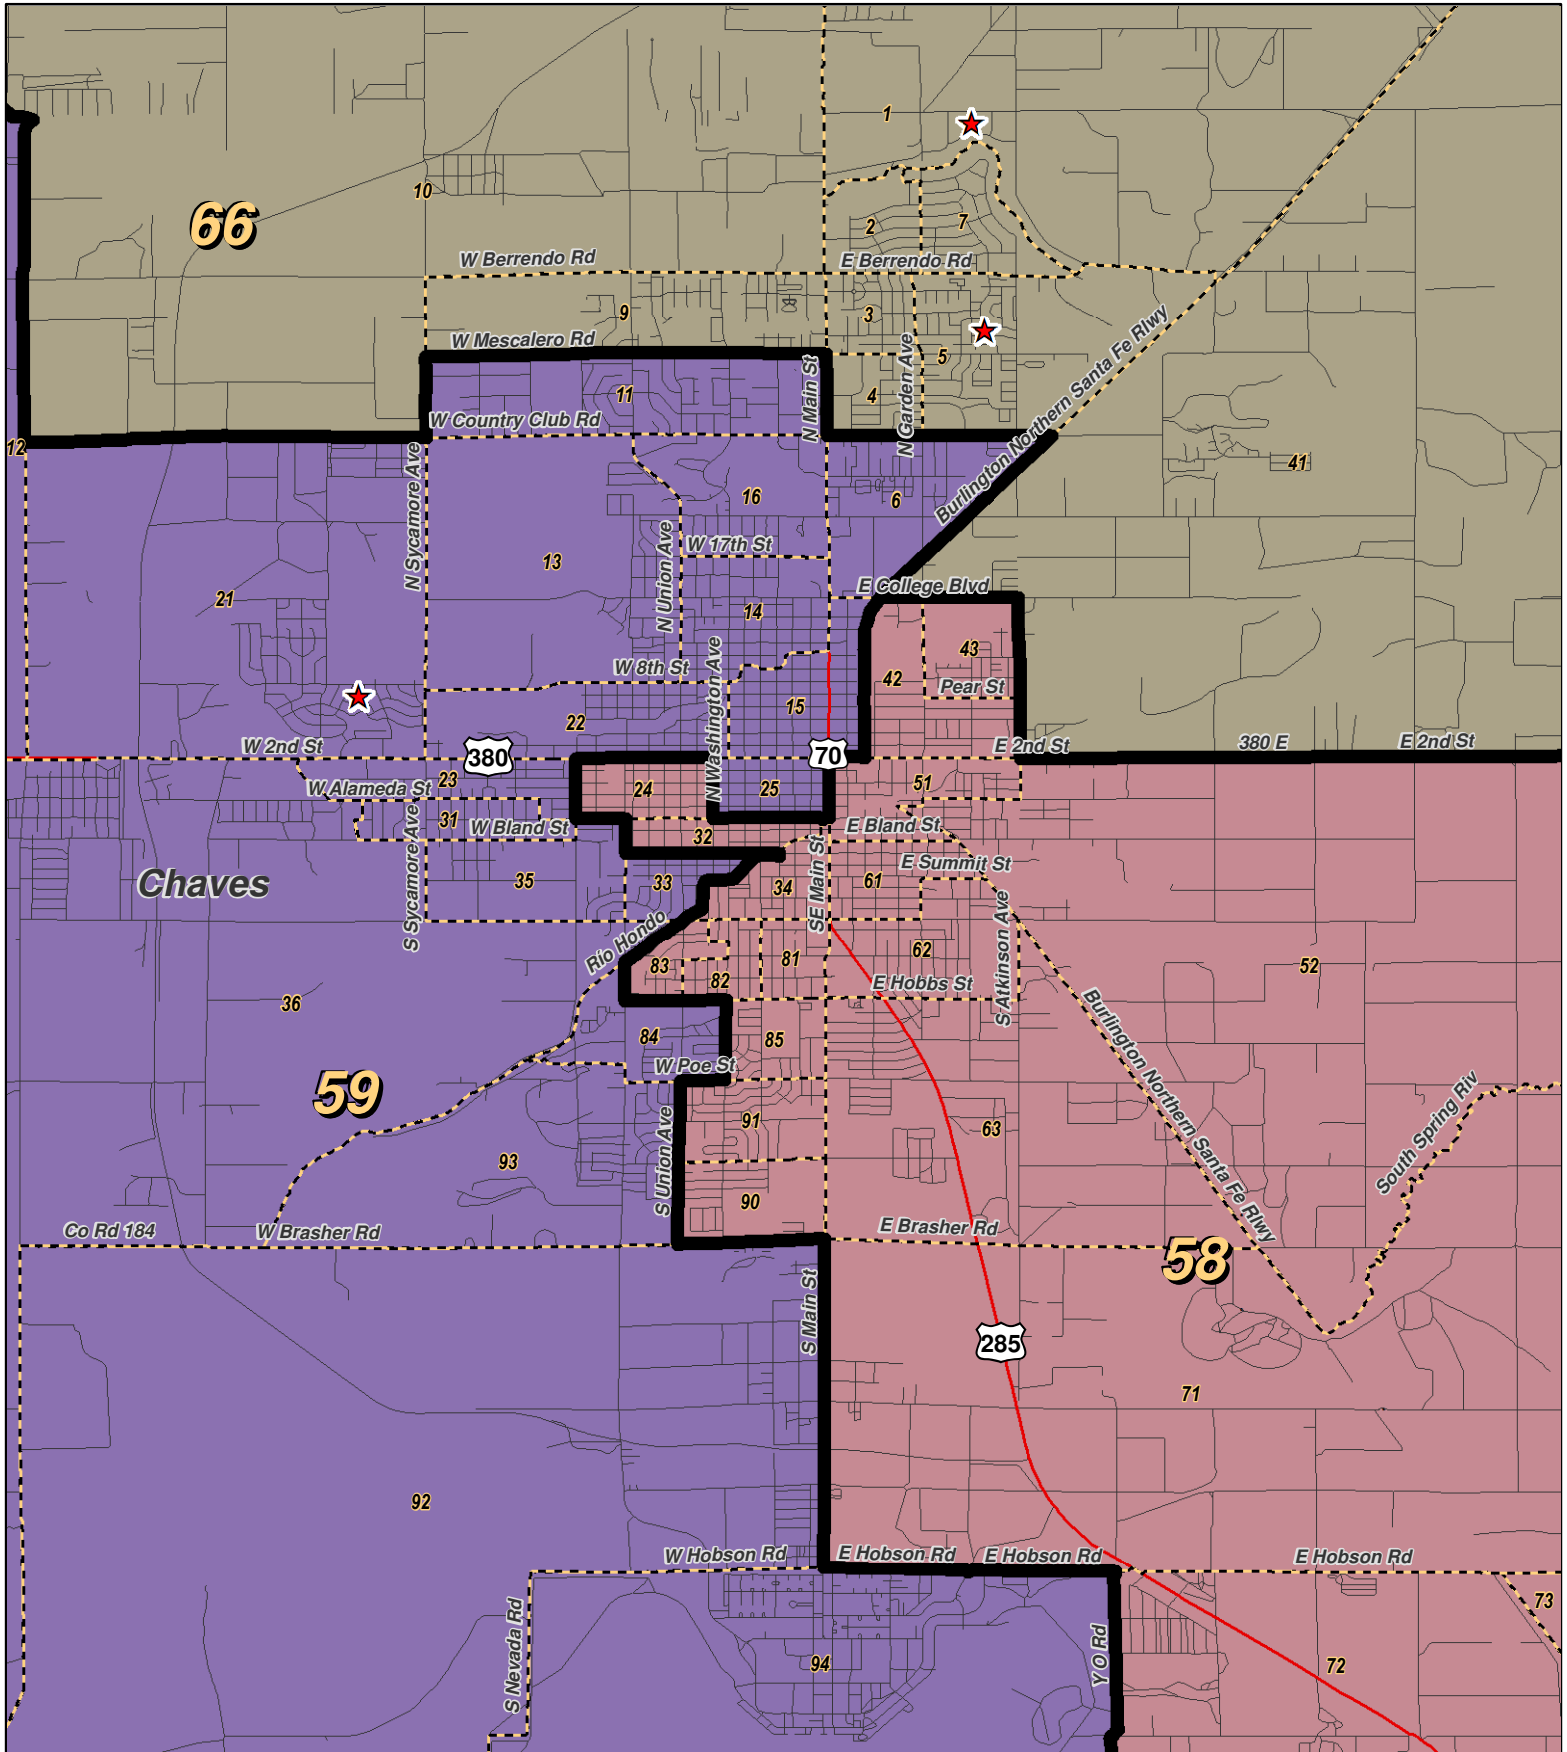 1
10
66
2
7
W Berrendo Rd
E Berrendo Rd
9
3
W Mescalero Rd
5
N Main St
N Garden Ave
Burlington Northern Santa Fe Rlwy
11
4
W Country Club Rd
12
N Sycamore Ave
41
16
6
W 17th St
13
N Union Ave
E College Blvd
21
14
43
W 8th St
N Washington Ave
42
Pear St
15
22
W 2nd St
380
70
E 2nd St
380 E
E 2nd St
23
W Alameda St
24
25
51
31
W Bland St
S Sycamore Ave
32
E Bland St
SE Main St
E Summit St
Chaves
35
33
34
61
S Atkinson Ave
Río Hondo
62
83
81
52
82
E Hobbs St
36
Burlington Northern Santa Fe Rlwy
84
85
W Poe St
59
South Spring Riv
S Union Ave
91
63
93
90
Co Rd 184
W Brasher Rd
E Brasher Rd
58
S Main St
285
71
92
W Hobson Rd
E Hobson Rd
E Hobson Rd
E Hobson Rd
73
S Nevada Rd
Y O Rd
94
72